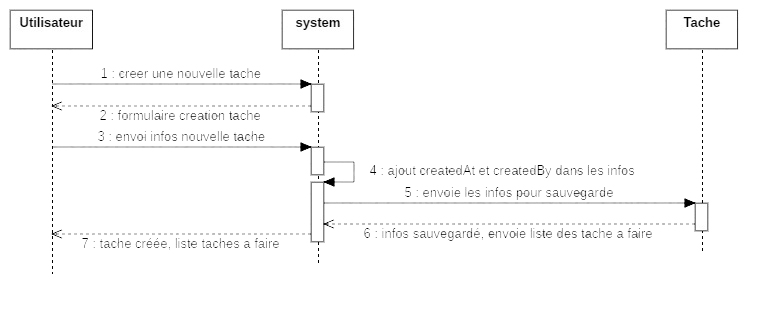 Utilisateur
system
Tache
1 : creer une nouvelle tache
2 : formulaire creation tache
3 : envoi infos nouvelle tache
4 : ajout createdAt et createdBy dans les infos
5 : envoie les infos pour sauvegarde
6 : infos sauvegardé, envoie liste des tache a faire
7 : tache créée, liste taches a faire